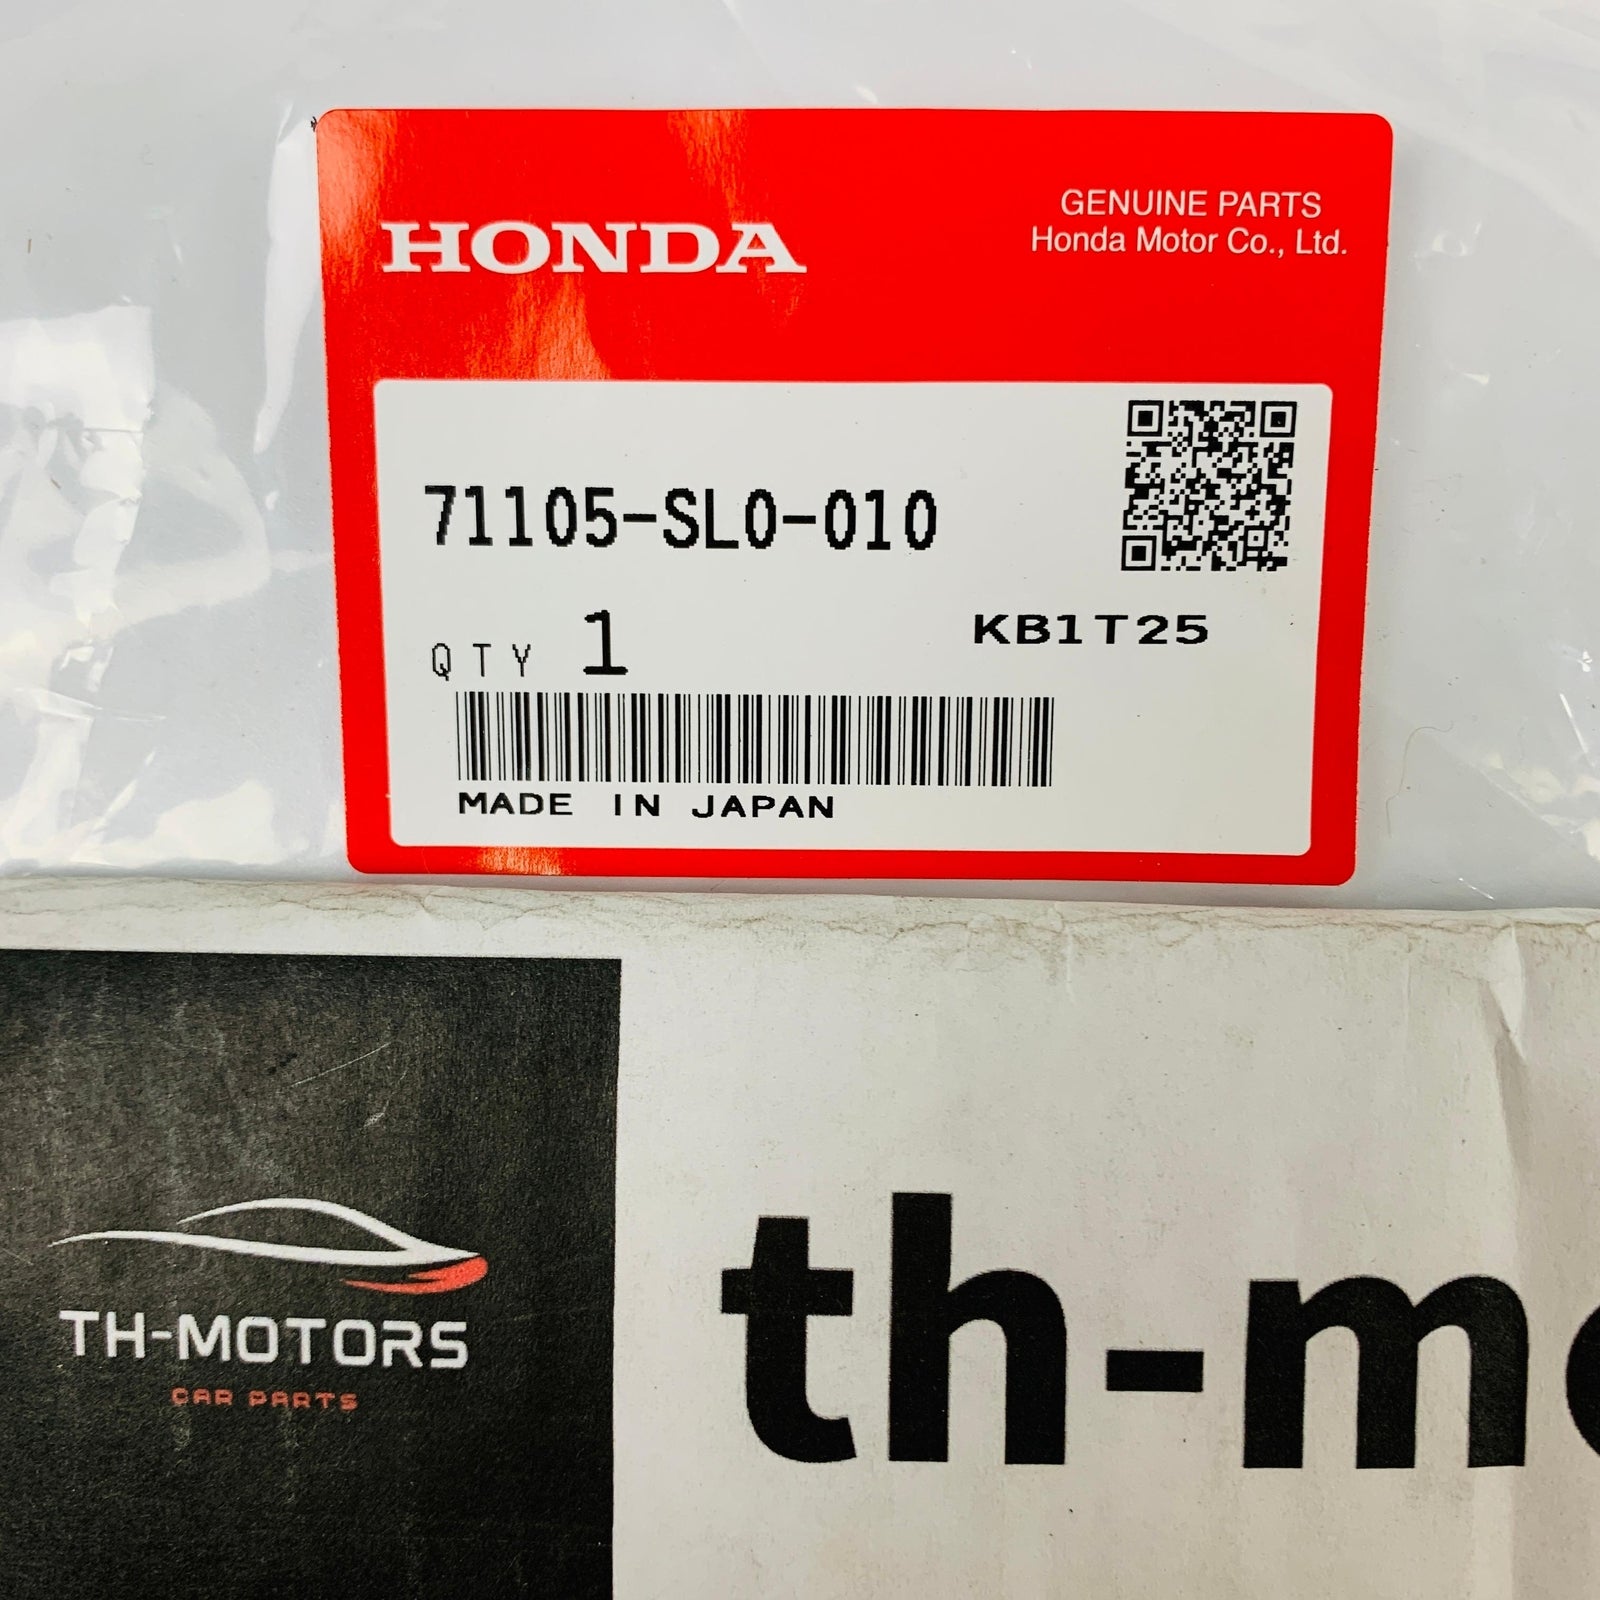 HONDA
GENUINE PARTS
Honda Motor Co., Ltd.
71105-SL0-010
QTY 1
KB1T25
MADE IN JAPAN
TH-MOTORS
CAR PARTS
th-mo